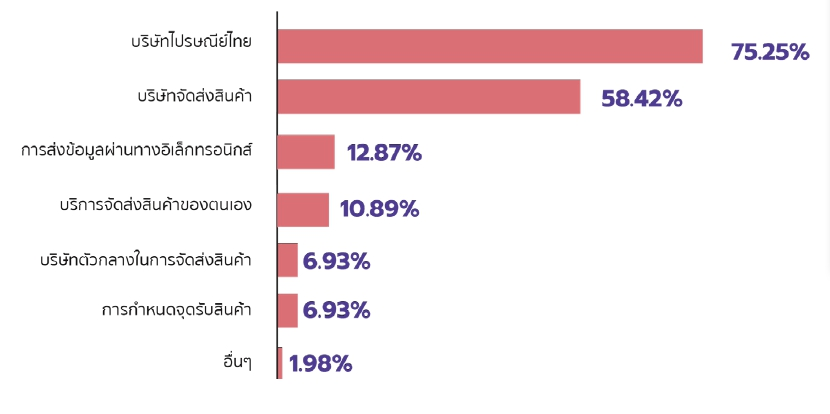 บริษัทไปรษณีย์ไทย 75.25%
บริษัทจัดส่งสินค้า 58.42%
การส่งข้อมูลผ่านทางอิเล็กทรอนิกส์ 12.87%
บริการจัดส่งสินค้าของตนเอง 10.89%
บริษัทตัวกลางในการจัดส่งสินค้า 6.93%
การกำหนดจุดรับสินค้า 6.93%
อื่นๆ 1.98%